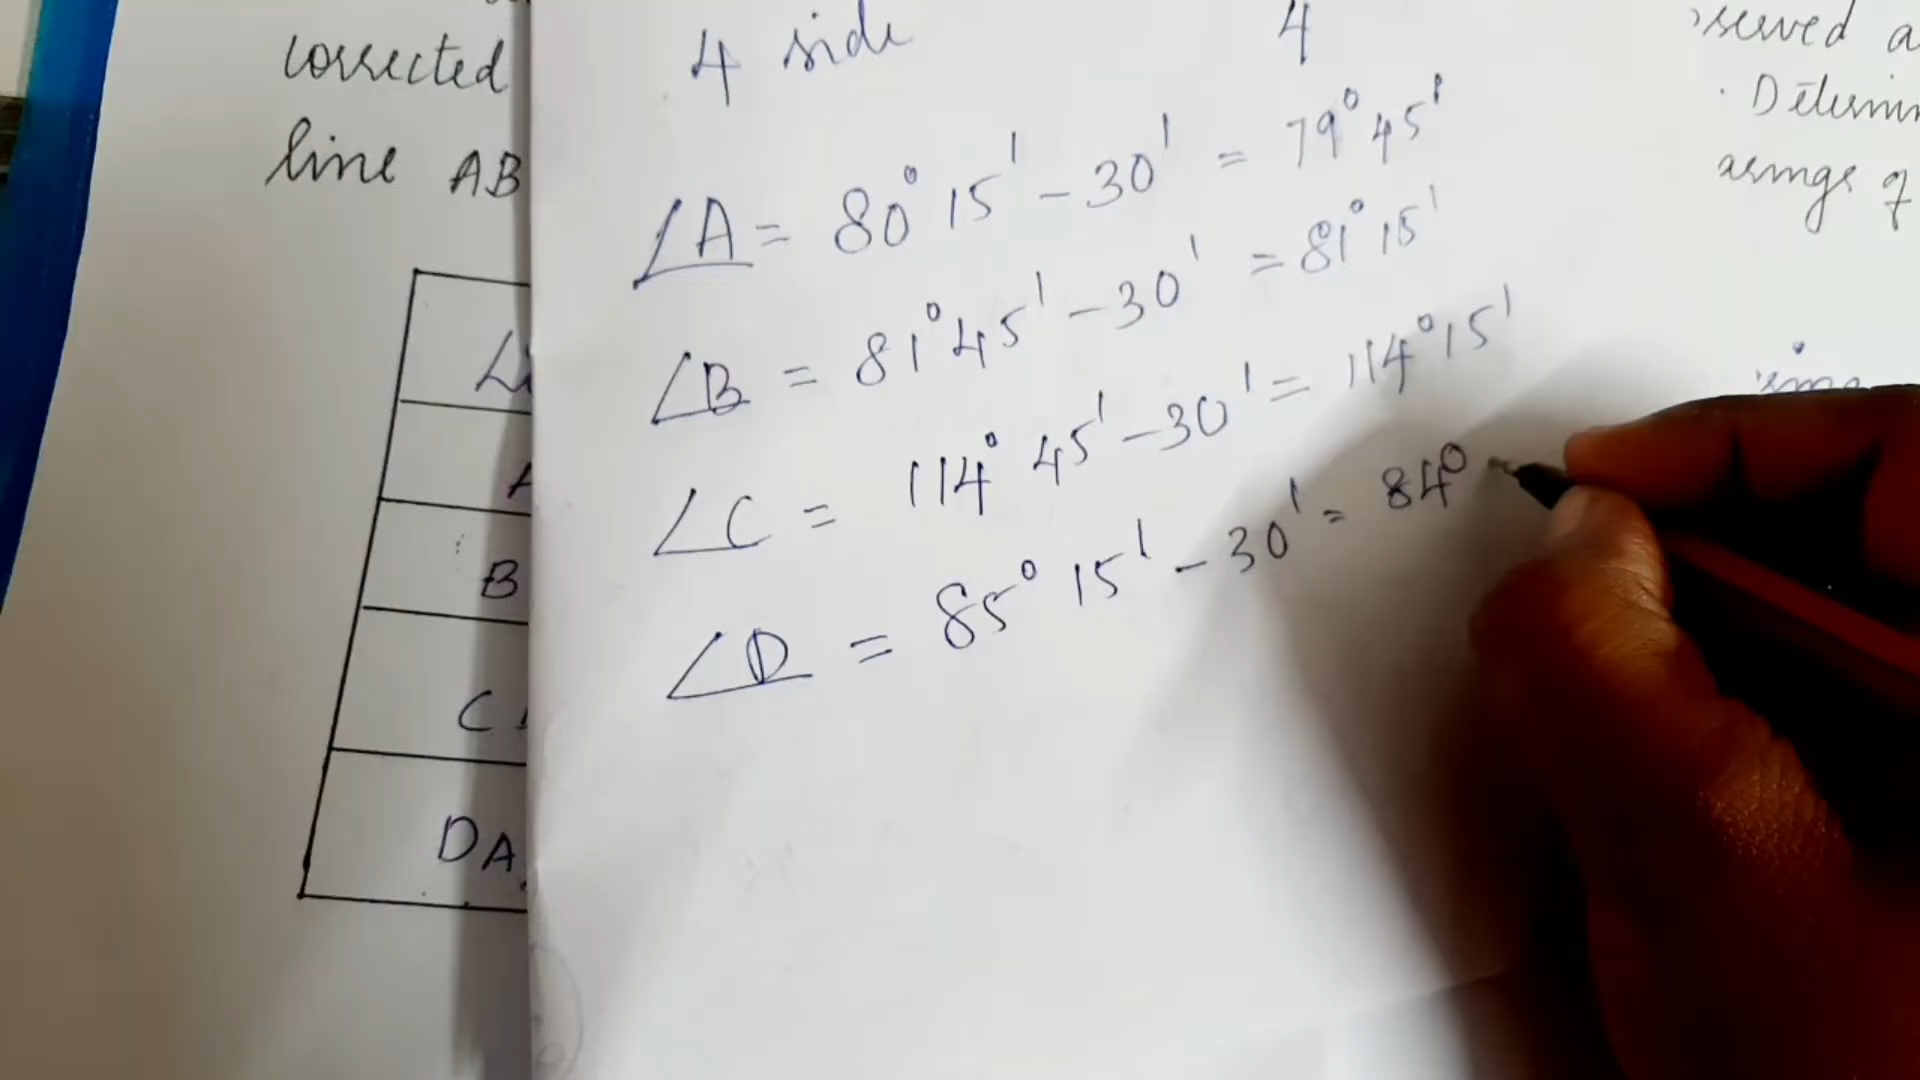 corrected
line AB
A
B
C
DA
4 side 4
∠A = 80° 15' - 30' = 79° 45'
∠B = 81° 45' - 30' = 81° 15'
∠C = 114° 45' - 30' = 114° 15'
∠D = 85° 15' - 30' = 84°
served a